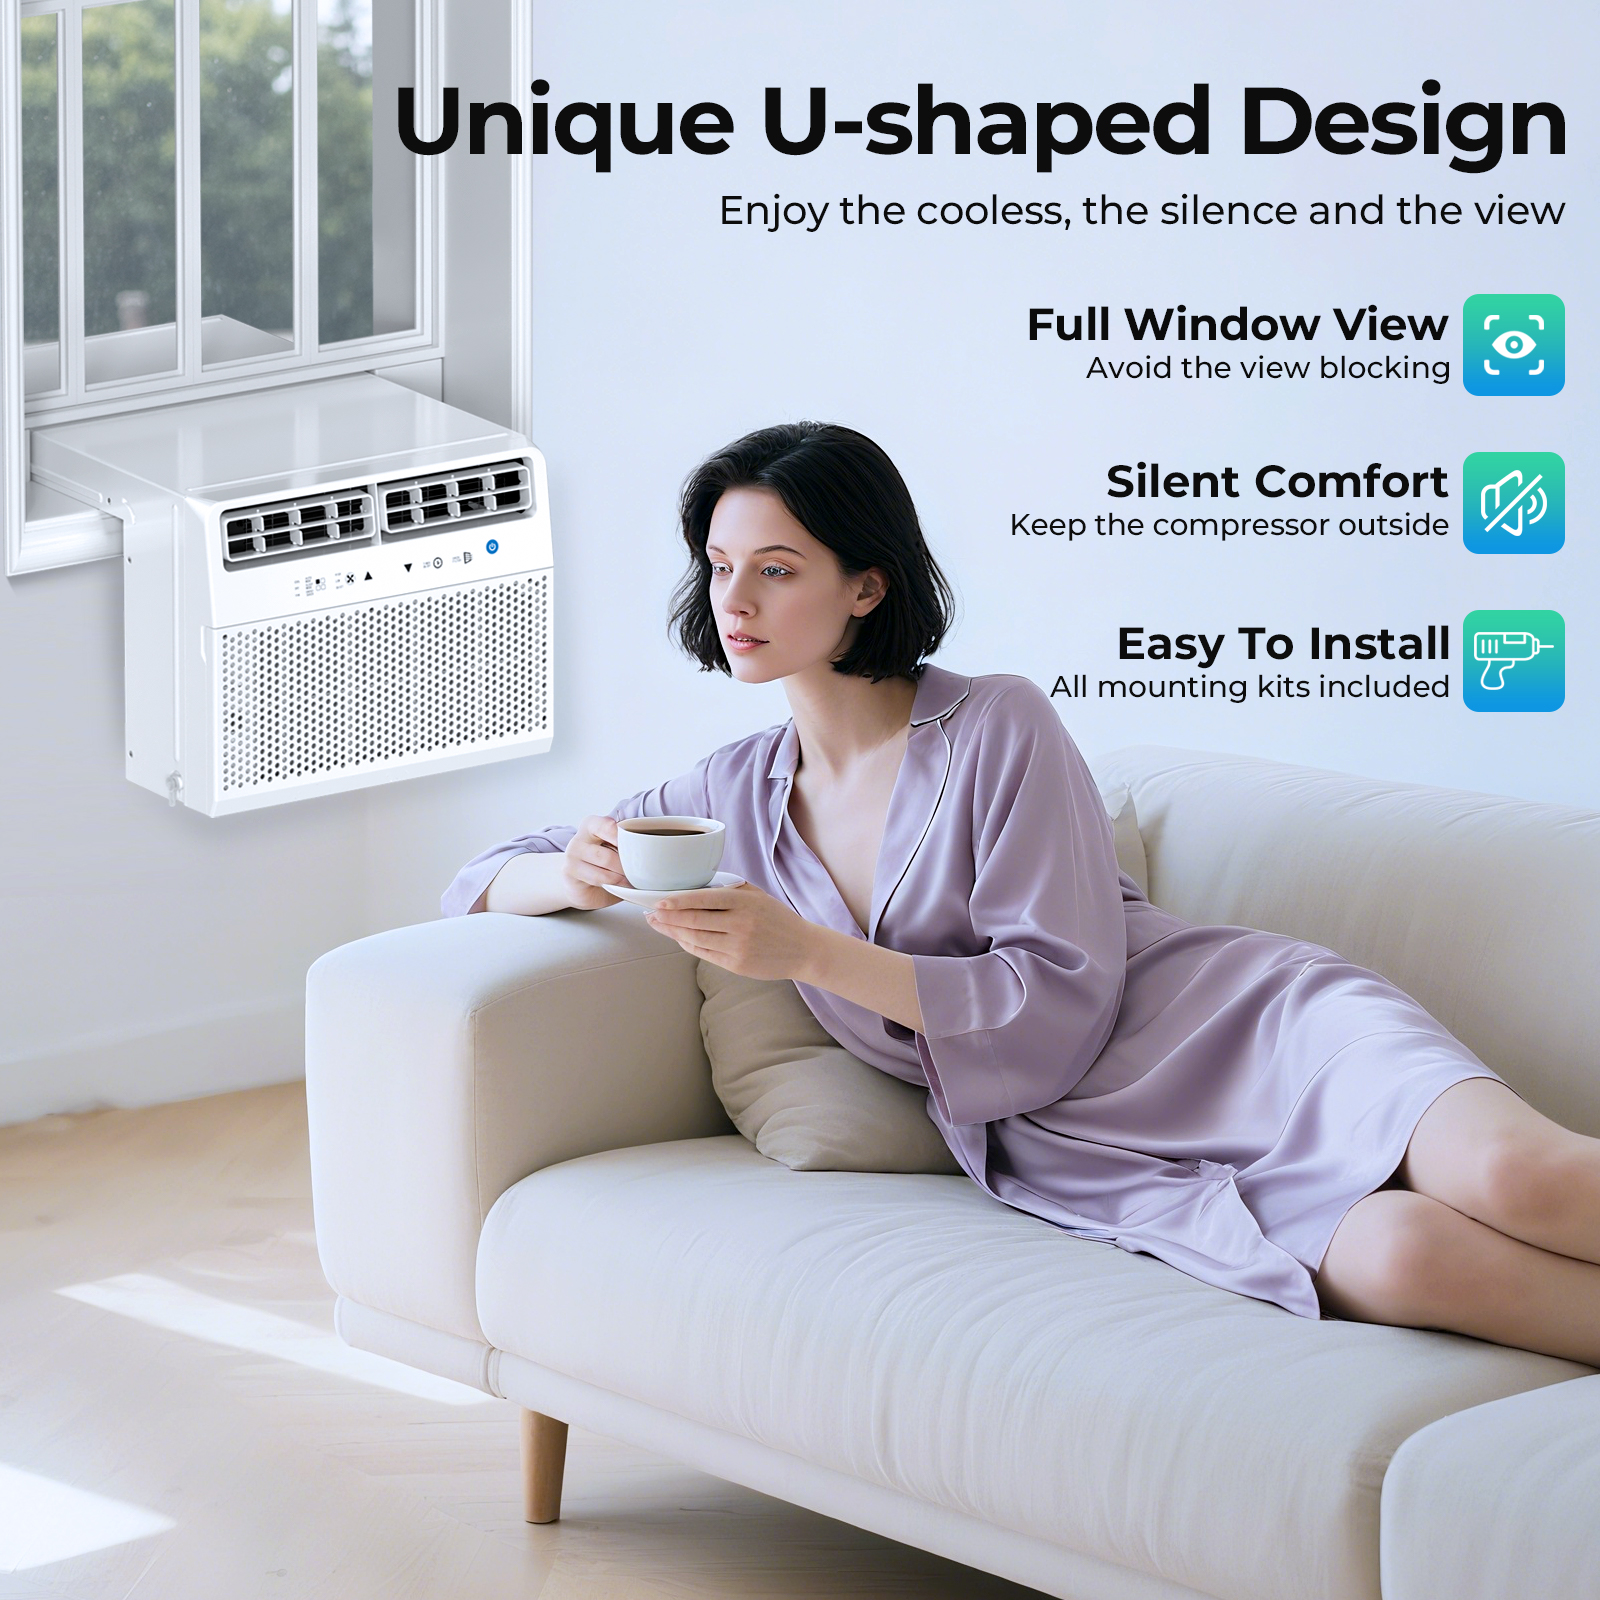 Unique U-shaped Design
Enjoy the cooless, the silence and the view
Full Window View
Avoid the view blocking
Silent Comfort
Keep the compressor outside
Easy To Install
All mounting kits included